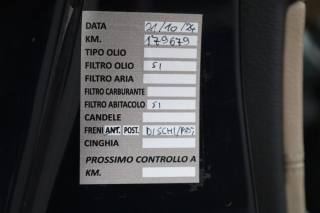 DATA 21/10/24
KM. 179679
TIPO OLIO
FILTRO OLIO SI
FILTRO ARIA
FILTRO CARBURANTE
FILTRO ABITACOLO SI
CANDELE
FRENI ANT. POST. DISCHI/
CINGHIA
PROSSIMO CONTROLLO A
KM.